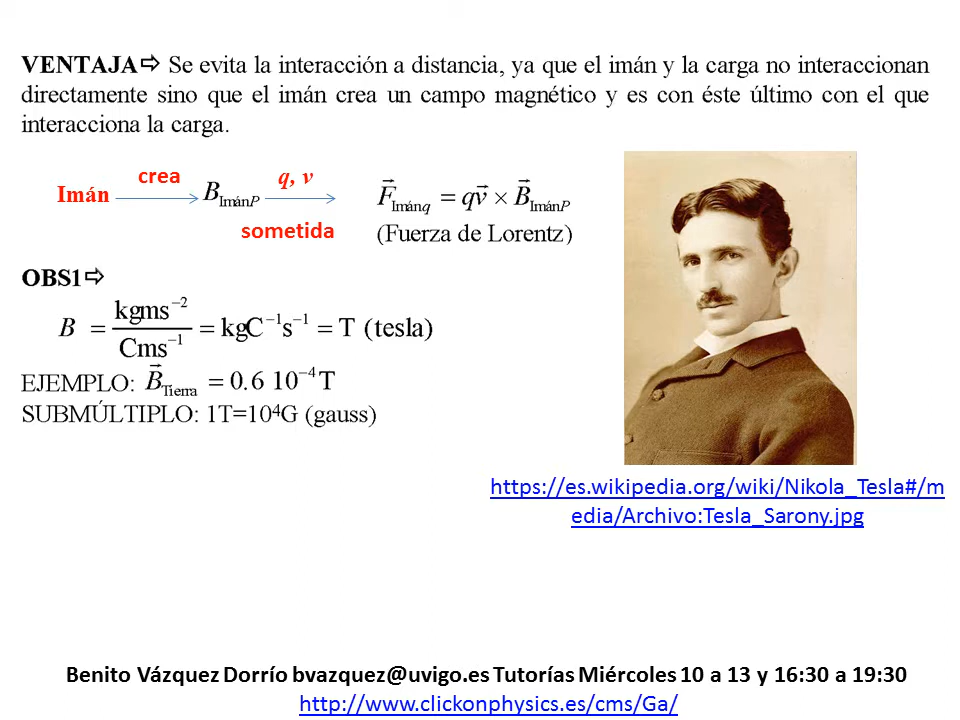 VENTAJA⇨ Se evita la interacción a distancia, ya que el imán y la carga no interaccionan
directamente sino que el imán crea un campo magnético y es con éste último con el que
interacciona la carga.
Imán crea B_ImánP q, v sometida
F⃗_Imánq = qv⃗ × B⃗_ImánP
(Fuerza de Lorentz)
OBS1⇨
B = kgms⁻²/Cms⁻¹ = kgC⁻¹s⁻¹ = T (tesla)
EJEMPLO: B⃗_Tierra = 0.6 10⁻⁴ T
SUBMÚLTIPLO: 1T=10⁴G (gauss)
https://es.wikipedia.org/wiki/Nikola_Tesla#/m
edia/Archivo:Tesla_Sarony.jpg
Benito Vázquez Dorrío bvazquez@uvigo.es Tutorías Miércoles 10 a 13 y 16:30 a 19:30
http://www.clickonphysics.es/cms/Ga/